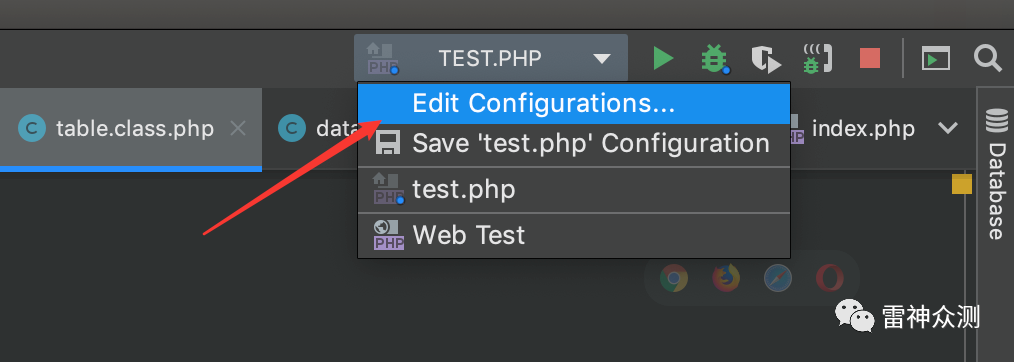 TEST.PHP
Edit Configurations...
table.class.php
data
index.php
Save 'test.php' Configuration
PHP test.php
PHP Web Test
Database
雷神众测